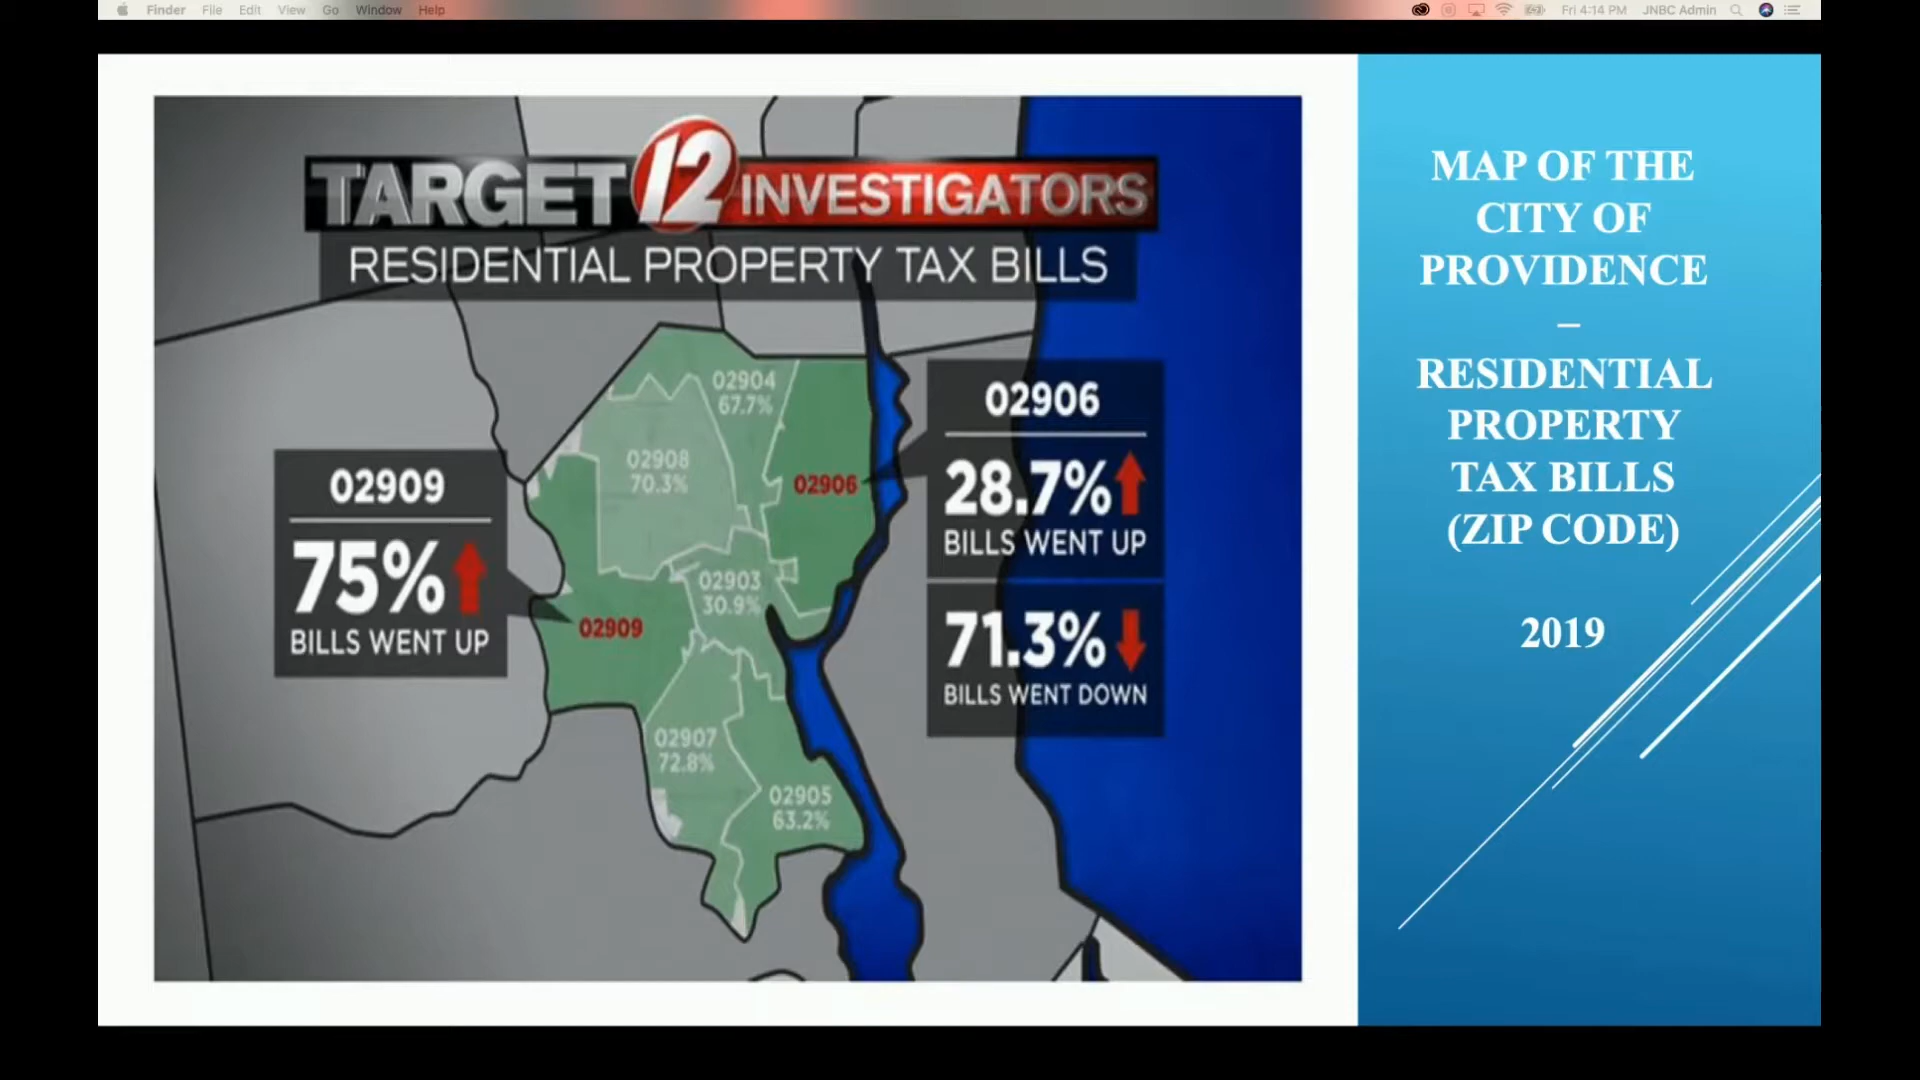 Finder File Edit View Go Window Help
Fri 4:14 PM JNBC Admin
TARGET 12 INVESTIGATORS
RESIDENTIAL PROPERTY TAX BILLS
02904
67.7%
02908
70.3%
02906
02903
30.9%
02909
02907
72.8%
02905
63.2%
02909
75%
BILLS WENT UP
02906
28.7%
BILLS WENT UP
71.3%
BILLS WENT DOWN
MAP OF THE
CITY OF
PROVIDENCE
–
RESIDENTIAL
PROPERTY
TAX BILLS
(ZIP CODE)
2019